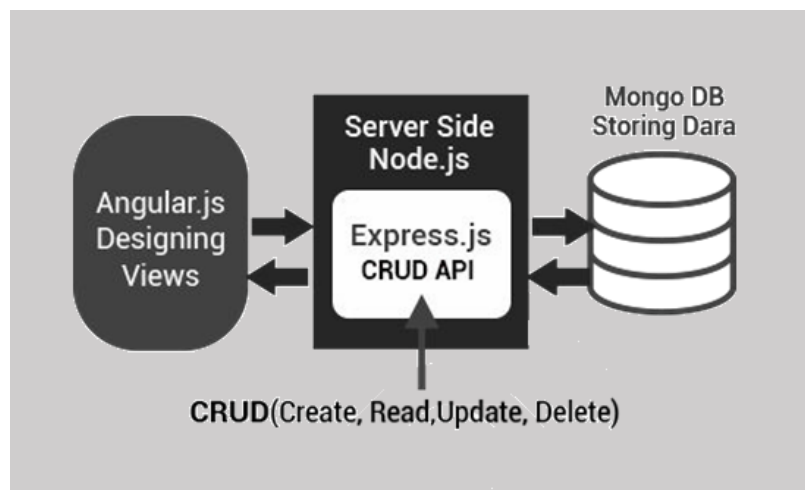 Angular.js
Designing
Views
Server Side
Node.js
Express.js
CRUD API
Mongo DB
Storing Dara
CRUD(Create, Read,Update, Delete)